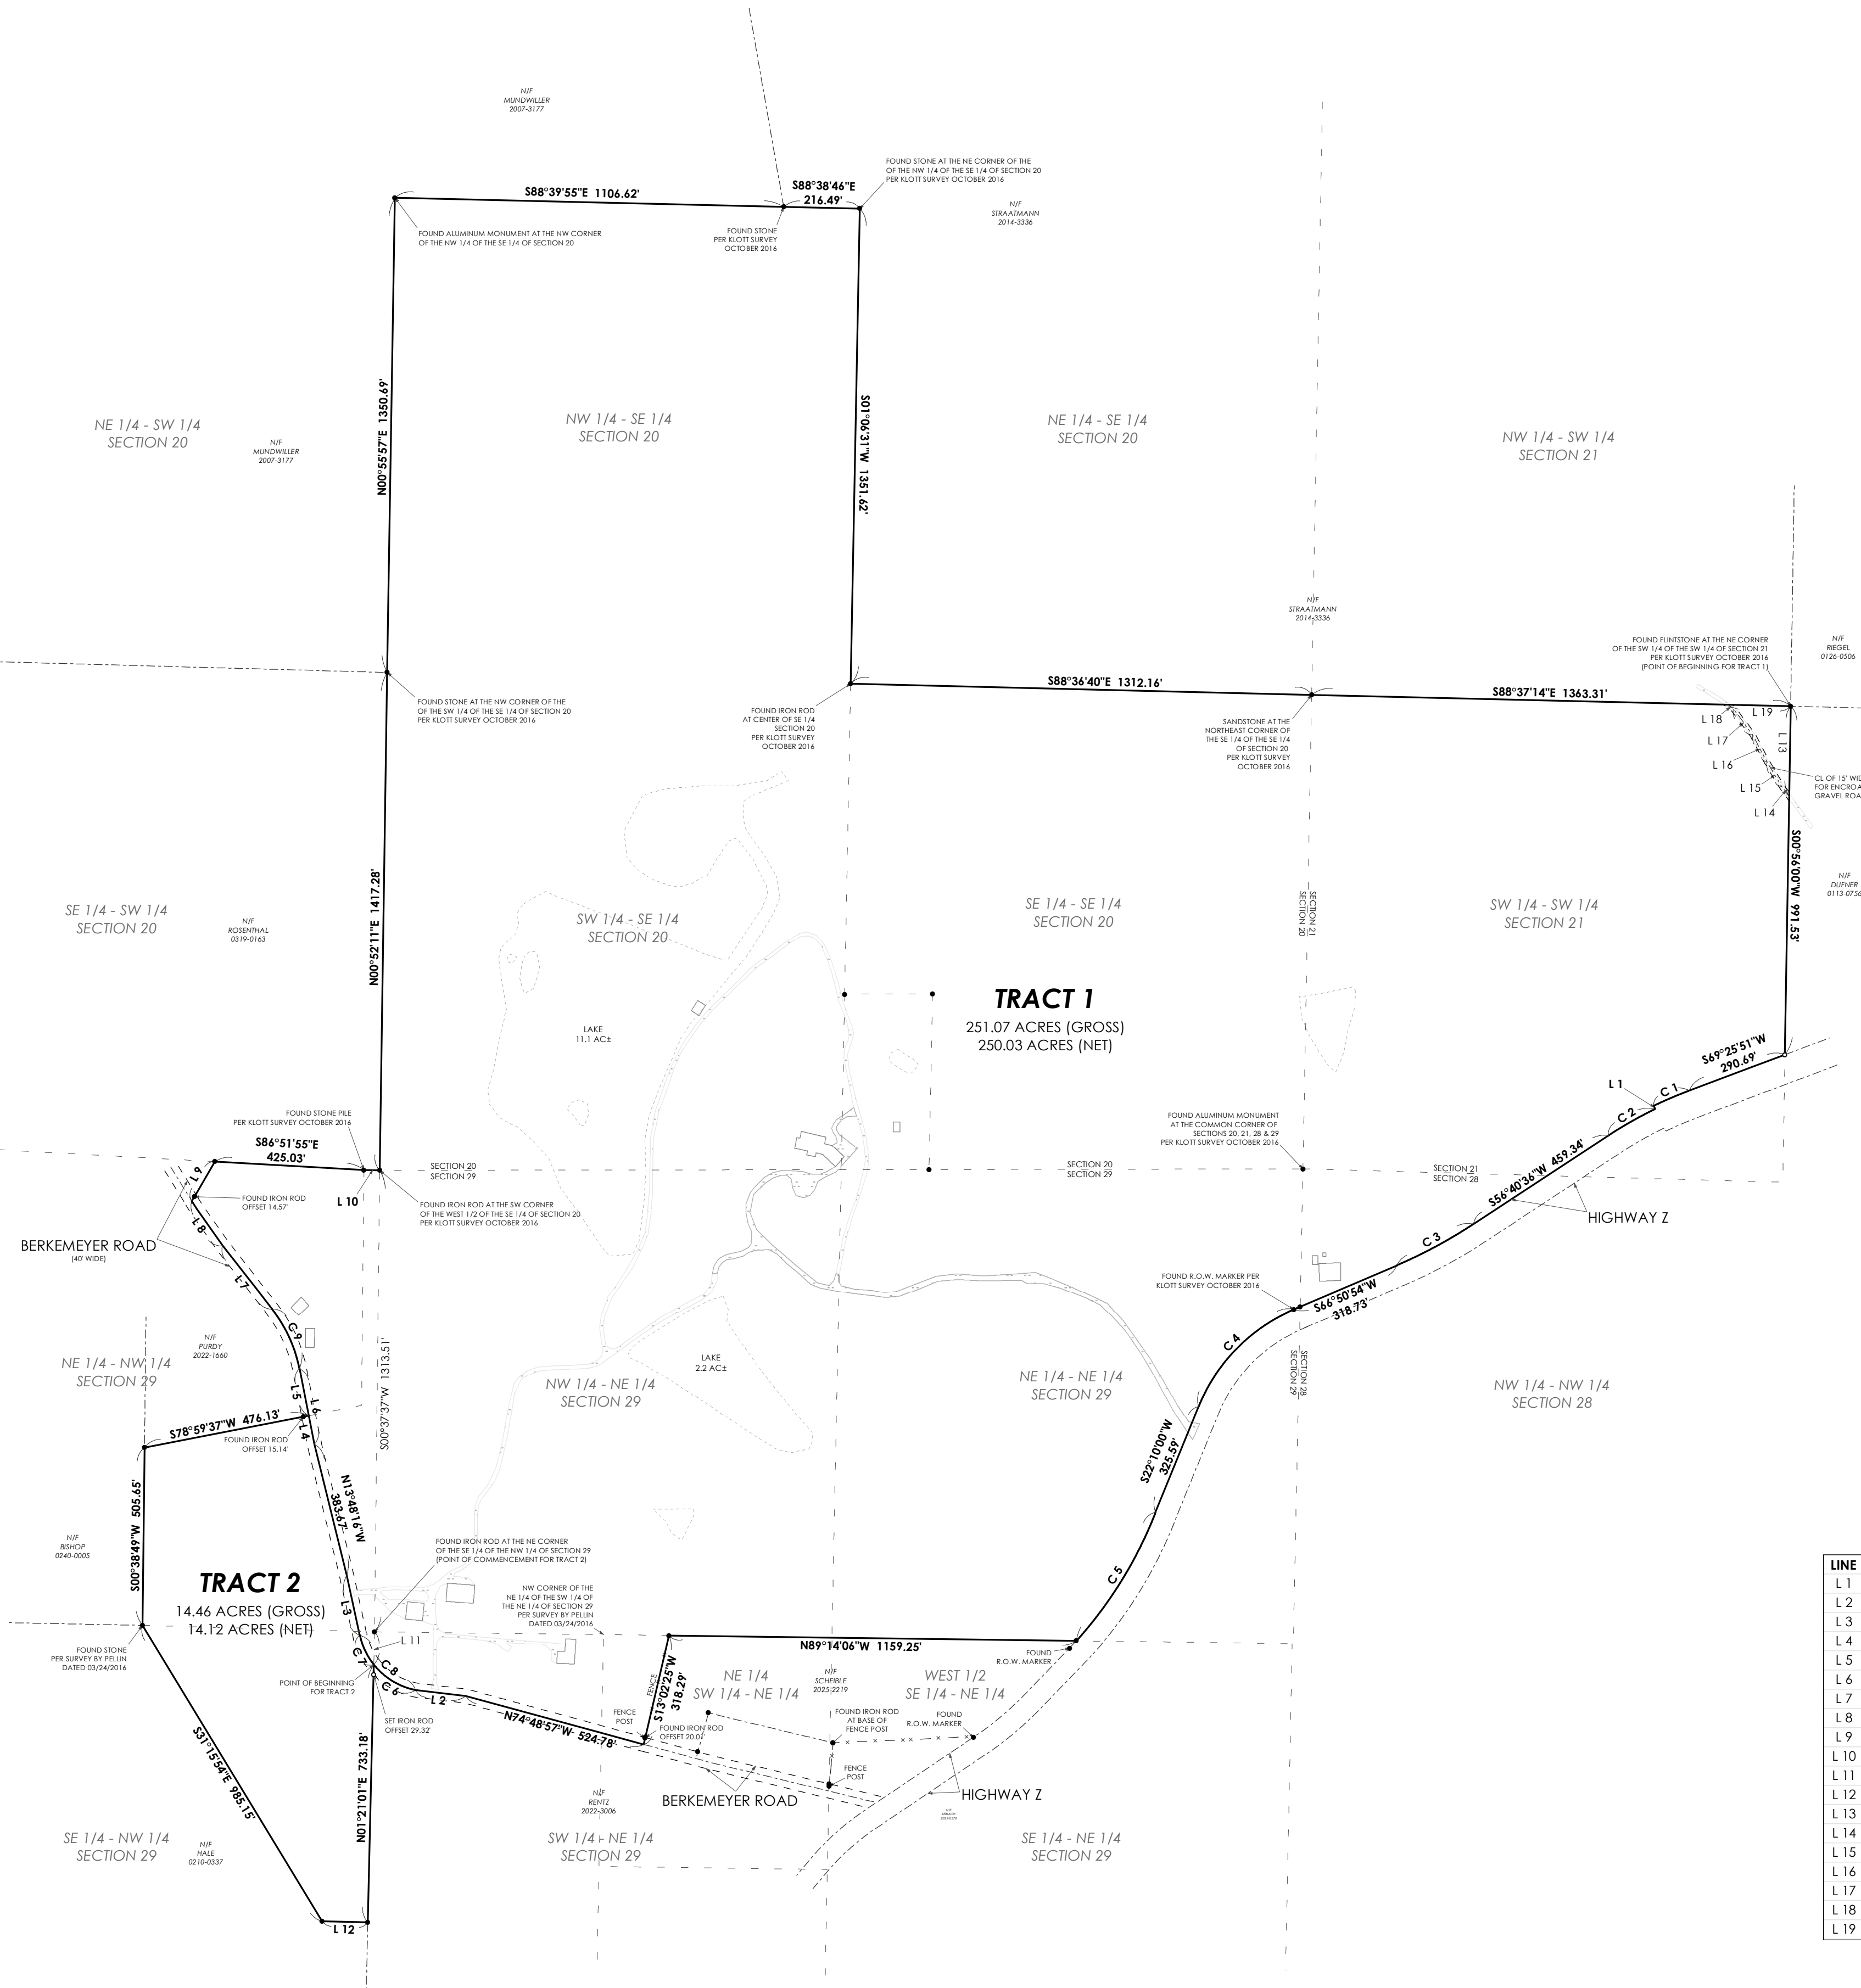 N/F
MUNDWILLER
2007-3177
S88°39'55"E 1106.62'
S88°38'46"E
216.49'
FOUND STONE AT THE NE CORNER OF THE
OF THE NW 1/4 OF THE SE 1/4 OF SECTION 20
PER KLOTT SURVEY OCTOBER 2016
N/F
STRAATMANN
2014-3336
FOUND ALUMINUM MONUMENT AT THE NW CORNER
OF THE NW 1/4 OF THE SE 1/4 OF SECTION 20
FOUND STONE
PER KLOTT SURVEY
OCTOBER 2016
N00°55'57"E 1350.69'
S01°06'31"W 1351.62'
NE 1/4 - SW 1/4
SECTION 20
N/F
MUNDWILLER
2007-3177
NW 1/4 - SE 1/4
SECTION 20
NE 1/4 - SE 1/4
SECTION 20
NW 1/4 - SW 1/4
SECTION 21
N/F
STRAATMANN
2014-3336
FOUND FLINTSTONE AT THE NE CORNER
OF THE SW 1/4 OF THE SW 1/4 OF SECTION 21
PER KLOTT SURVEY OCTOBER 2016
(POINT OF BEGINNING FOR TRACT 1)
N/F
RIEGEL
0126-0506
S88°36'40"E 1312.16'
S88°37'14"E 1363.31'
FOUND STONE AT THE NW CORNER OF THE
OF THE SW 1/4 OF THE SE 1/4 OF SECTION 20
PER KLOTT SURVEY OCTOBER 2016
FOUND IRON ROD
AT CENTER OF SE 1/4
SECTION 20
PER KLOTT SURVEY
OCTOBER 2016
SANDSTONE AT THE
NORTHEAST CORNER OF
THE SE 1/4 OF THE SE 1/4
OF SECTION 20
PER KLOTT SURVEY
OCTOBER 2016
L 18
L 19
L 17
L 13
L 16
L 15
L 14
CL OF 15' WID
FOR ENCROA
GRAVEL ROA
S00°56'00"W 991.53'
N/F
DUFNER
0113-0756
N00°52'11"E 1417.28'
SE 1/4 - SW 1/4
SECTION 20
N/F
ROSENTHAL
0319-0163
SW 1/4 - SE 1/4
SECTION 20
SE 1/4 - SE 1/4
SECTION 20
SECTION 21
SECTION 20
SW 1/4 - SW 1/4
SECTION 21
TRACT 1
251.07 ACRES (GROSS)
250.03 ACRES (NET)
LAKE
11.1 AC±
S69°25'51"W
290.69'
L 1
C 1
C 2
FOUND STONE PILE
PER KLOTT SURVEY OCTOBER 2016
FOUND ALUMINUM MONUMENT
AT THE COMMON CORNER OF
SECTIONS 20, 21, 28 & 29
PER KLOTT SURVEY OCTOBER 2016
S86°51'55"E
425.03'
L 9
L 10
SECTION 20
SECTION 29
SECTION 20
SECTION 29
SECTION 21
SECTION 28
S56°40'36"W 459.34'
FOUND IRON ROD
OFFSET 14.57'
FOUND IRON ROD AT THE SW CORNER
OF THE WEST 1/2 OF THE SE 1/4 OF SECTION 20
PER KLOTT SURVEY OCTOBER 2016
HIGHWAY Z
BERKEMEYER ROAD
(40' WIDE)
L 8
L 7
C 3
FOUND R.O.W. MARKER PER
KLOTT SURVEY OCTOBER 2016
S66°50'54"W
318.73'
C 9
C 4
N/F
PURDY
2022-1660
S00°37'37"W 1313.51'
LAKE
2.2 AC±
NE 1/4 - NW 1/4
SECTION 29
NW 1/4 - NE 1/4
SECTION 29
NE 1/4 - NE 1/4
SECTION 29
SECTION 28
SECTION 29
NW 1/4 - NW 1/4
SECTION 28
L 5
L 6
L 4
S78°59'37"W 476.13'
FOUND IRON ROD
OFFSET 15.14'
S22°10'00"W
325.59'
N13°48'16"W
383.67'
S00°38'49"W 505.65'
N/F
BISHOP
0240-0005
FOUND IRON ROD AT THE NE CORNER
OF THE SE 1/4 OF THE NW 1/4 OF SECTION 29
(POINT OF COMMENCEMENT FOR TRACT 2)
C 5
TRACT 2
14.46 ACRES (GROSS)
14.12 ACRES (NET)
L 3
NW CORNER OF THE
NE 1/4 OF THE SW 1/4 OF
THE NE 1/4 OF SECTION 29
PER SURVEY BY PELLIN
DATED 03/24/2016
L 11
C 7
C 8
C 6
L 2
N89°14'06"W 1159.25'
FOUND
R.O.W. MARKER
FOUND STONE
PER SURVEY BY PELLIN
DATED 03/24/2016
POINT OF BEGINNING
FOR TRACT 2
FENCE
S13°02'25"W
318.29'
NE 1/4
SW 1/4 - NE 1/4
N/F
SCHEIBLE
2025-2219
WEST 1/2
SE 1/4 - NE 1/4
SET IRON ROD
OFFSET 29.32'
N74°48'57"W 524.78'
FENCE
POST
FOUND IRON ROD
OFFSET 20.01'
FOUND IRON ROD
AT BASE OF
FENCE POST
FOUND
R.O.W. MARKER
FENCE
POST
S31°15'54"E 985.15'
N01°21'01"E 733.18'
N/F
RENTZ
2022-3006
BERKEMEYER ROAD
HIGHWAY Z
SE 1/4 - NW 1/4
SECTION 29
N/F
HALE
0210-0337
SW 1/4 - NE 1/4
SECTION 29
SE 1/4 - NE 1/4
SECTION 29
L 12
LINE
L 1
L 2
L 3
L 4
L 5
L 6
L 7
L 8
L 9
L 10
L 11
L 12
L 13
L 14
L 15
L 16
L 17
L 18
L 19